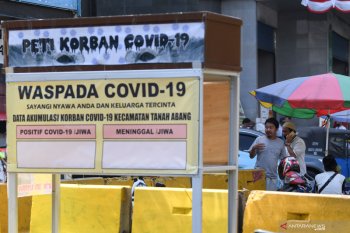 PETI KORBAN COVID-19
WASPADA COVID-19
SAYANGI NYAWA ANDA DAN KELUARGA TERCINTA
DATA AKUMULASI KORBAN COVID-19 KECAMATAN TANAH ABANG
POSITIF COVID-19 /JIWA
MENINGGAL /JIWA
ANTARA